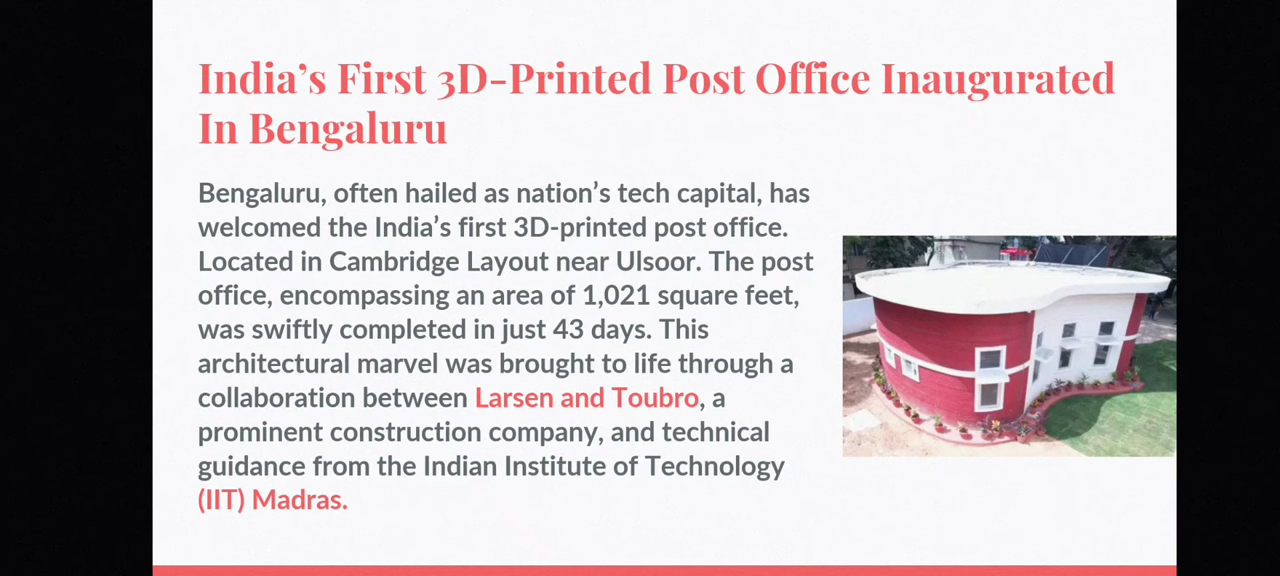 India’s First 3D-Printed Post Office Inaugurated
In Bengaluru
Bengaluru, often hailed as nation’s tech capital, has
welcomed the India’s first 3D-printed post office.
Located in Cambridge Layout near Ulsoor. The post
office, encompassing an area of 1,021 square feet,
was swiftly completed in just 43 days. This
architectural marvel was brought to life through a
collaboration between Larsen and Toubro, a
prominent construction company, and technical
guidance from the Indian Institute of Technology
(IIT) Madras.